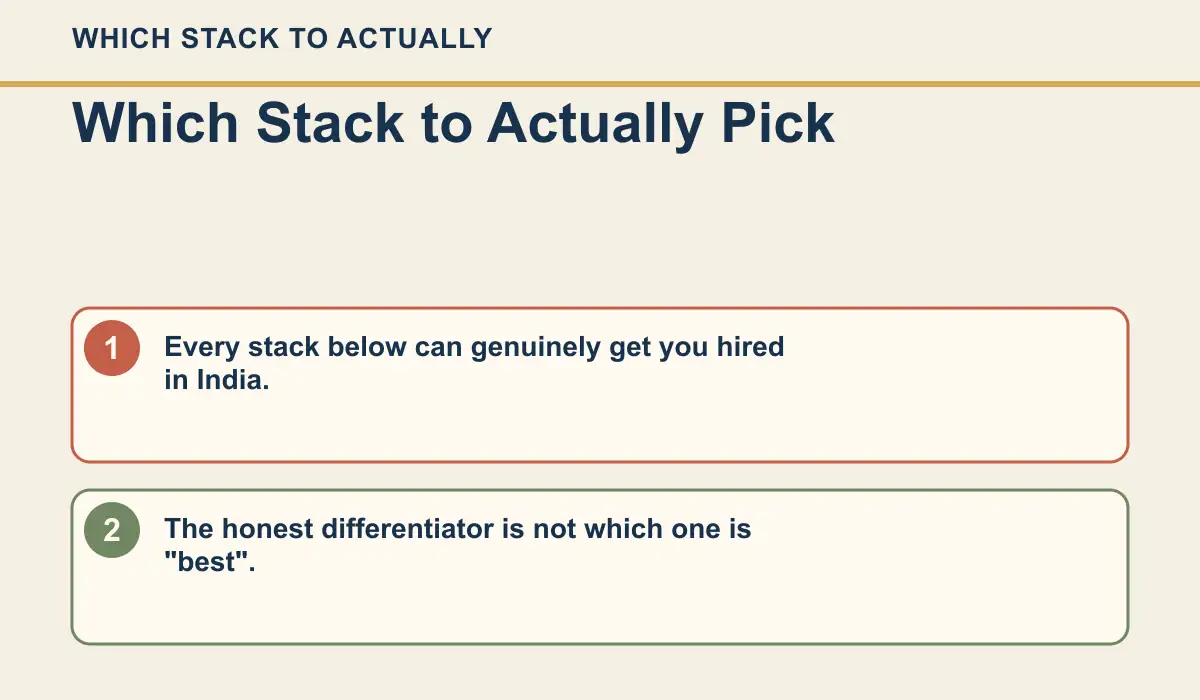 WHICH STACK TO ACTUALLY
Which Stack to Actually Pick
1
Every stack below can genuinely get you hired
in India.
2
The honest differentiator is not which one is
"best".